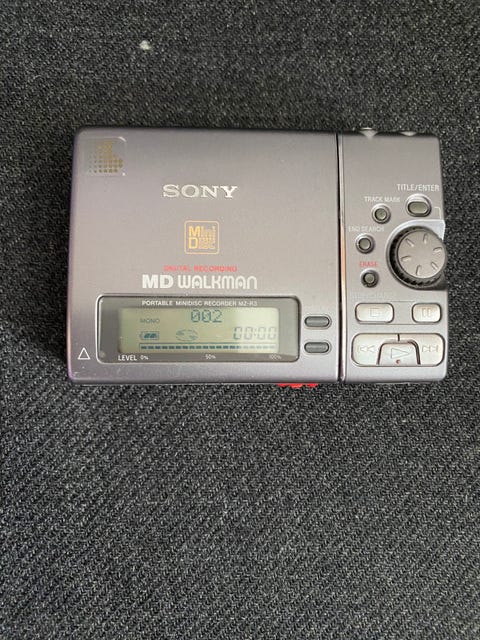 SONY
TITLE/ENTER
TRACK MARK
END SEARCH
ERASE
DIGITAL RECORDING
MD WALKMAN
PORTABLE MINIDISC RECORDER MZ-R3
MONO
002
00:00
LEVEL 0% 50% 100%